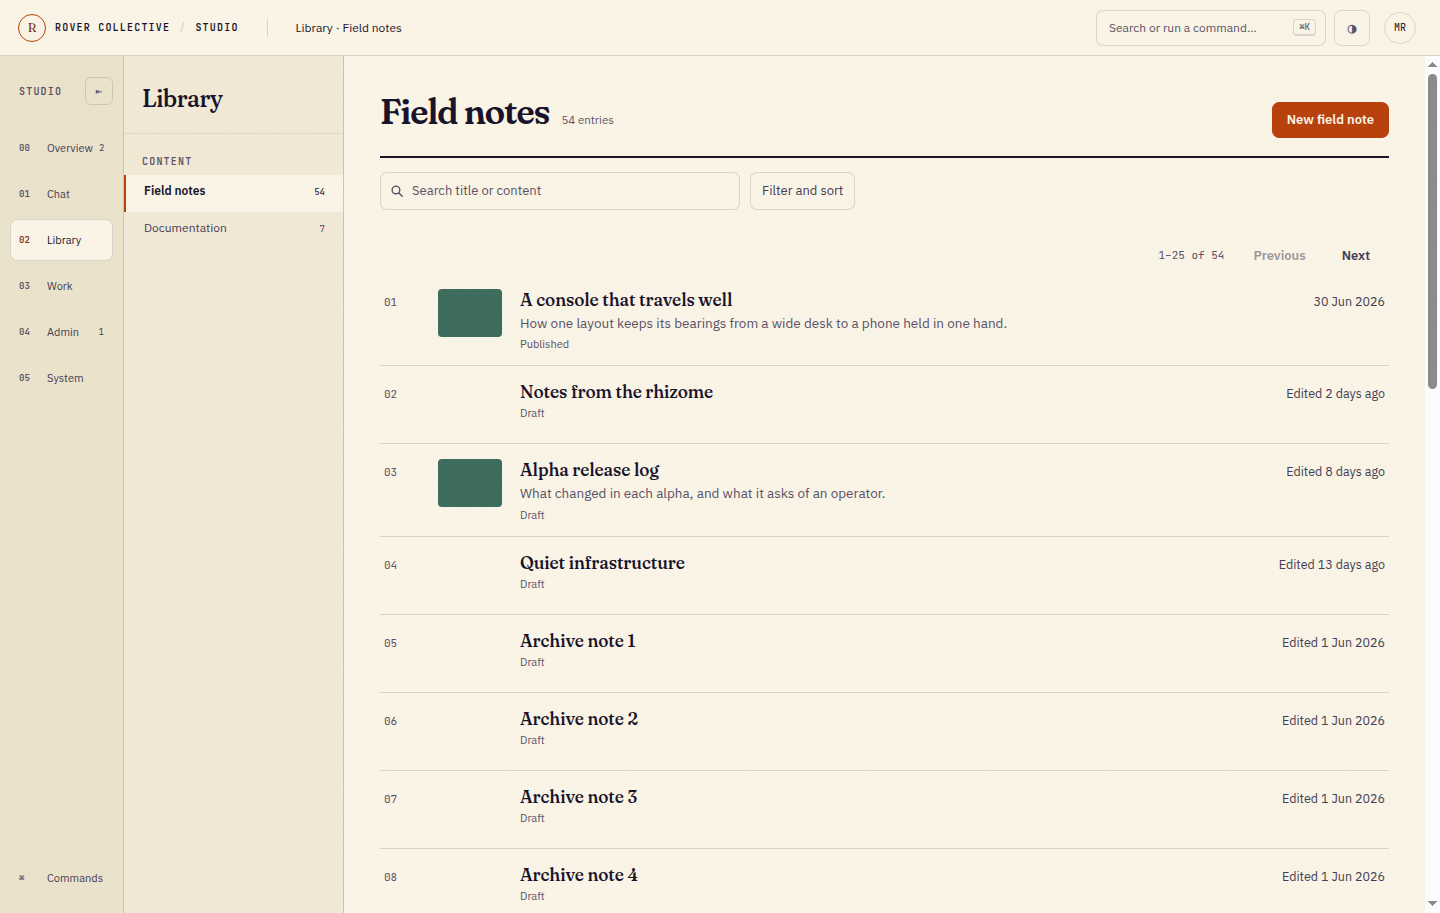 R ROVER COLLECTIVE / STUDIO
Library · Field notes
Search or run a command... ⌘K
◑
MR
STUDIO
00 Overview 2
01 Chat
02 Library
03 Work
04 Admin 1
05 System
⌘ Commands
Library
CONTENT
Field notes 54
Documentation 7
Field notes 54 entries
New field note
Search title or content
Filter and sort
1–25 of 54 Previous Next
01 A console that travels well 30 Jun 2026
How one layout keeps its bearings from a wide desk to a phone held in one hand.
Published
02 Notes from the rhizome Edited 2 days ago
Draft
03 Alpha release log Edited 8 days ago
What changed in each alpha, and what it asks of an operator.
Draft
04 Quiet infrastructure Edited 13 days ago
Draft
05 Archive note 1 Edited 1 Jun 2026
Draft
06 Archive note 2 Edited 1 Jun 2026
Draft
07 Archive note 3 Edited 1 Jun 2026
Draft
08 Archive note 4 Edited 1 Jun 2026
Draft